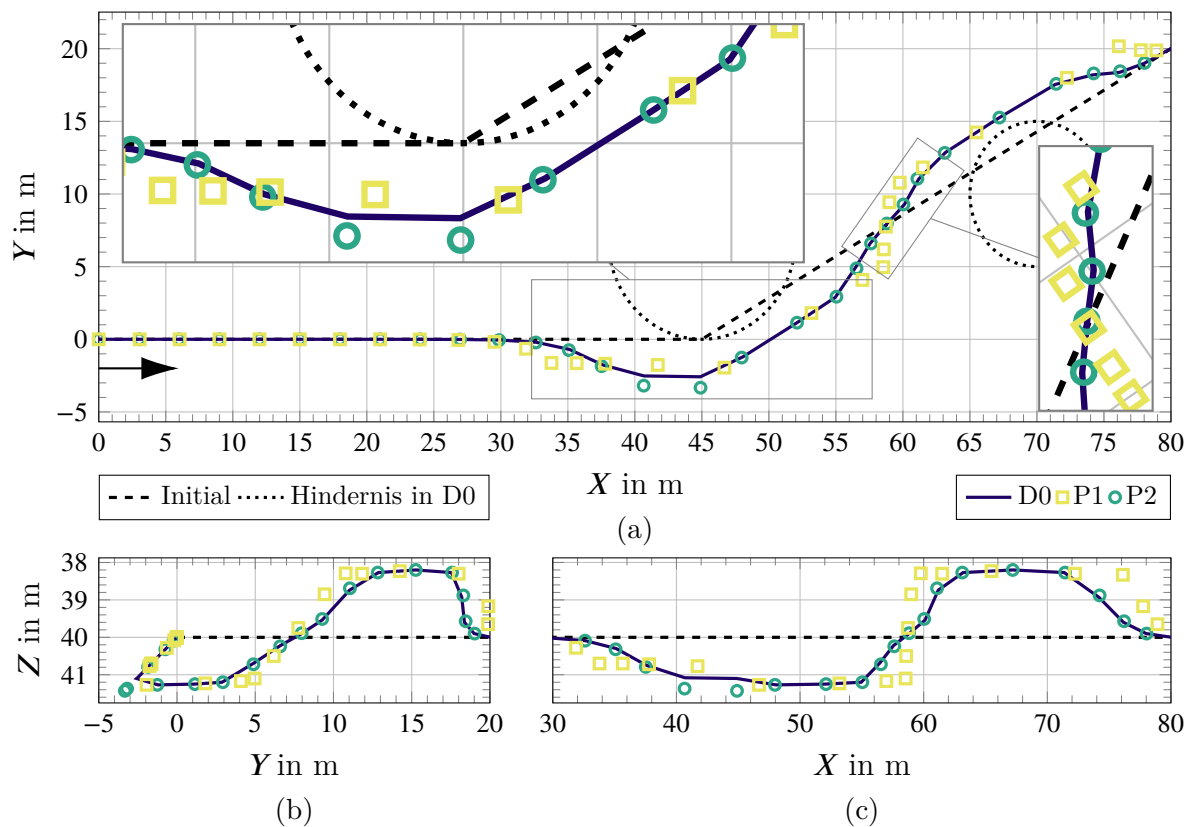 20
15
10
5
0
−5
Y in m
0 5 10 15 20 25 30 35 40 45 50 55 60 65 70 75 80
X in m
Initial Hindernis in D0
D0 P1 P2
(a)
38
39
40
41
Z in m
−5 0 5 10 15 20
30 40 50 60 70 80
Y in m
X in m
(b)
(c)